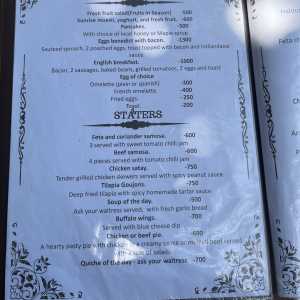 Fresh fruit salad(Fruits in Season) -500
Sunrise muesli, yoghurt, and fresh fruit. -600
Pancakes. -500
With choice of local honey or Maple syrup
Eggs benedict with bacon. -1300
Sauteed spinach, 2 poached eggs, toast topped with bacon and hollandaise
sauce.
English breakfast. -1000
Bacon, 2 sausages, baked beans, grilled tomatoes, 2 eggs and toast
Egg of choice
Omelette (plain or spanish) -300
French omelette. -400
Fried eggs. -250
Toast. -200
STATERS
Feta and coriander samosa. -600
3 served with sweet tomato chilli jam
Beef samosa. -600
4 pieces served with tomato chilli jam
Chicken satay. -750
Tender grilled chicken skewers served with spicy peanut sauce.
Tilapia Goujons. -750
Deep fried tilapia with spicy homemade tartar sauce
Soup of the day. -500
Ask your waitress served, with fresh garlic bread
Buffalo wings. -700
Served with blue cheese dip
Chicken or beef pie. -600
A hearty pasty pie with chicken in a creamy sauce or mulled beef served
with a side of salad.
Quiche of the day - ask your waitress -700
Feta st